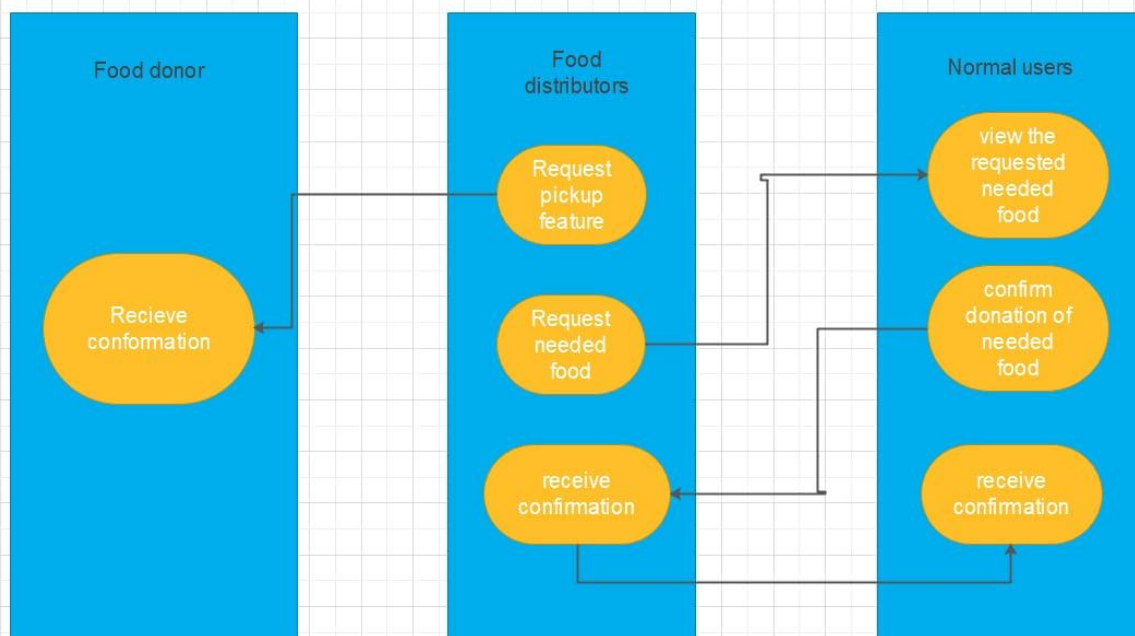 Food donor
Recieve
conformation
Food
distributors
Request
pickup
feature
Request
needed
food
receive
confirmation
Normal users
view the
requested
needed
food
confirm
donation of
needed
food
receive
confirmation